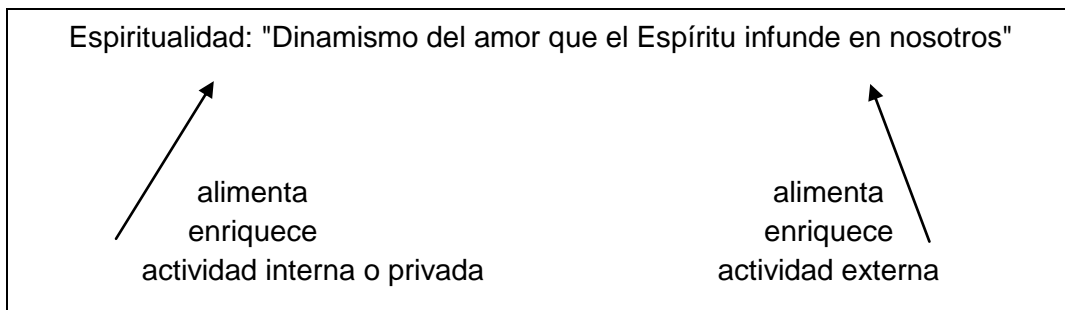 Espiritualidad: "Dinamismo del amor que el Espíritu infunde en nosotros"
alimenta alimenta
enriquece enriquece
actividad interna o privada actividad externa